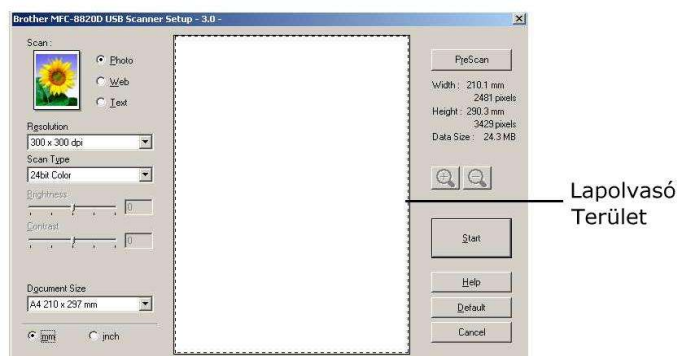 Brother MFC-8820D USB Scanner Setup - 3.0 -
Scan :
Photo
Web
Text
Resolution
300 x 300 dpi
Scan Type
24bit Color
Brightness
0
Contrast
0
Document Size
A4 210 x 297 mm
mm
inch
PreScan
Width : 210.1 mm
2481 pixels
Height : 290.3 mm
3429 pixels
Data Size : 24.3 MB
Start
Help
Default
Cancel
Lapolvasó
Terület